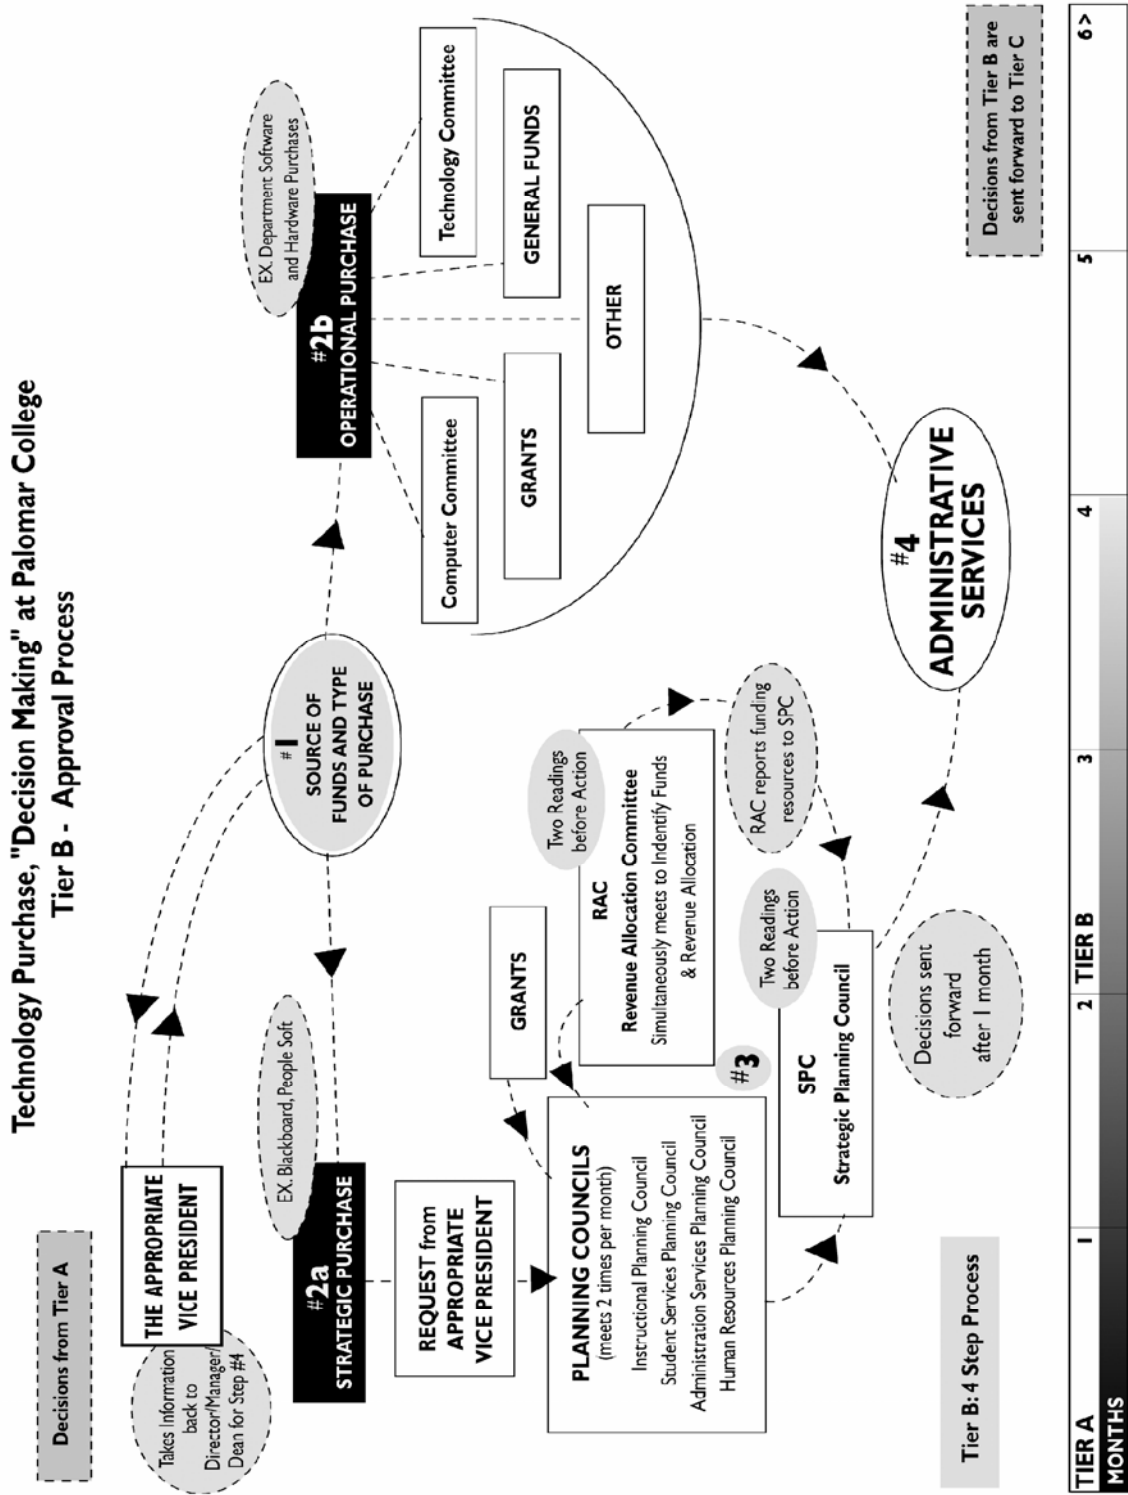 Technology Purchase, "Decision Making" at Palomar College
Tier B - Approval Process
Decisions from Tier A
THE APPROPRIATE
VICE PRESIDENT
Takes Information
back to
Director/Manager/
Dean for Step #4
#1
SOURCE OF
FUNDS AND TYPE
OF PURCHASE
EX. Blackboard, People Soft
#2a
STRATEGIC PURCHASE
EX. Department Software
and Hardware Purchases
#2b
OPERATIONAL PURCHASE
REQUEST from
APPROPRIATE
VICE PRESIDENT
GRANTS
Computer Committee
Technology Committee
GRANTS
GENERAL FUNDS
OTHER
PLANNING COUNCILS
(meets 2 times per month)
Instructional Planning Council
Student Services Planning Council
Administration Services Planning Council
Human Resources Planning Council
Two Readings
before Action
RAC
Revenue Allocation Committee
Simultaneously meets to Indentify Funds
& Revenue Allocation
#3
RAC reports funding
resources to SPC
Two Readings
before Action
SPC
Strategic Planning Council
#4
ADMINISTRATIVE
SERVICES
Decisions sent
forward
after 1 month
Tier B: 4 Step Process
Decisions from Tier B are
sent forward to Tier C
TIER A 1 2 TIER B 3 4 5 6>
MONTHS